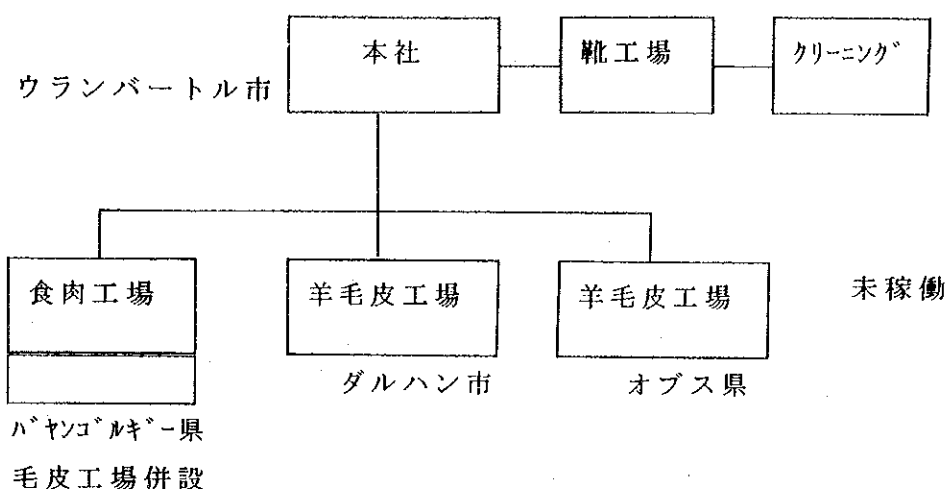 本社
靴工場
クリーニング
ウランバートル市
食肉工場
羊毛皮工場
羊毛皮工場
未稼働
ダルハン市
オブス県
バヤンゴルギー県
毛皮工場併設